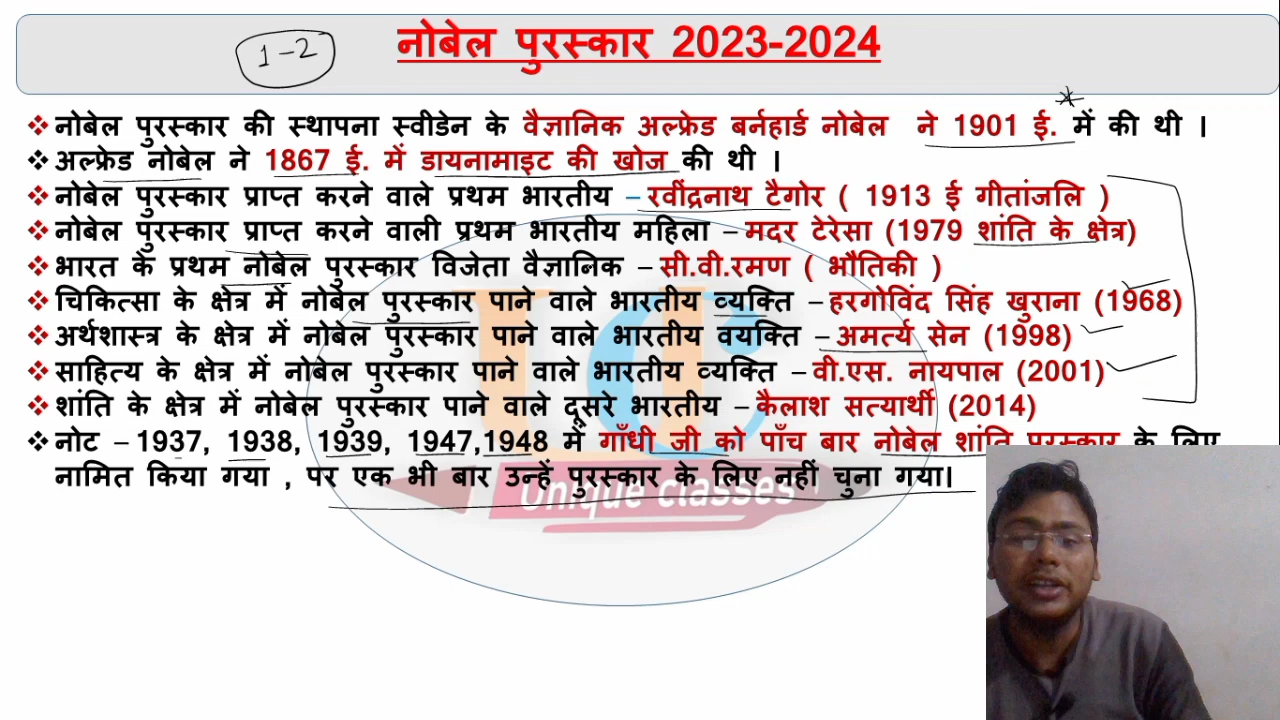 1-2
नोबेल पुरस्कार 2023-2024
❖ नोबेल पुरस्कार की स्थापना स्वीडेन के वैज्ञानिक अल्फ्रेड बर्नहार्ड नोबेल ने 1901 ई. में की थी ।
❖ अल्फ्रेड नोबेल ने 1867 ई. में डायनामाइट की खोज की थी ।
❖ नोबेल पुरस्कार प्राप्त करने वाले प्रथम भारतीय – रवींद्रनाथ टैगोर ( 1913 ई गीतांजलि )
❖ नोबेल पुरस्कार प्राप्त करने वाली प्रथम भारतीय महिला – मदर टेरेसा (1979 शांति के क्षेत्र)
❖ भारत के प्रथम नोबेल पुरस्कार विजेता वैज्ञानिक – सी.वी.रमण ( भौतिकी )
❖ चिकित्सा के क्षेत्र में नोबेल पुरस्कार पाने वाले भारतीय व्यक्ति – हरगोविंद सिंह खुराना (1968)
❖ अर्थशास्त्र के क्षेत्र में नोबेल पुरस्कार पाने वाले भारतीय वयक्ति – अमर्त्य सेन (1998)
❖ साहित्य के क्षेत्र में नोबेल पुरस्कार पाने वाले भारतीय व्यक्ति – वी.एस. नायपाल (2001)
❖ शांति के क्षेत्र में नोबेल पुरस्कार पाने वाले दूसरे भारतीय – कैलाश सत्यार्थी (2014)
❖ नोट – 1937, 1938, 1939, 1947,1948 में गाँधी जी को पाँच बार नोबेल शांति पुरस्कार के लिए
नामित किया गया , पर एक भी बार उन्हें पुरस्कार के लिए नहीं चुना गया।
Unique classes